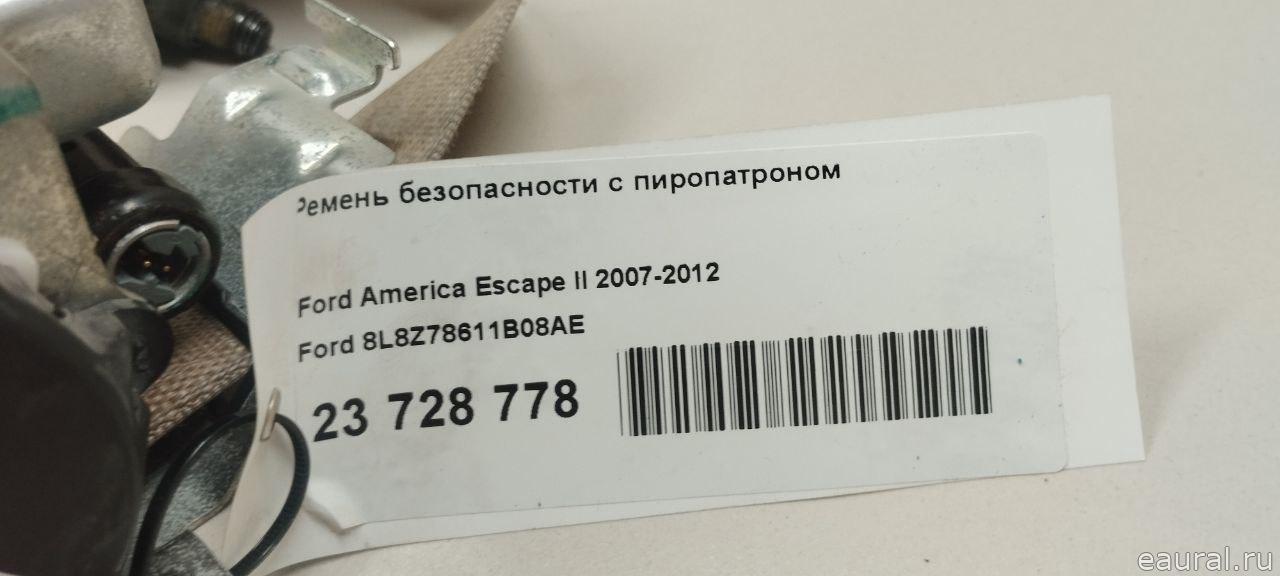 Ремень безопасности с пиропатроном
Ford America Escape II 2007-2012
Ford 8L8Z78611B08AE
23 728 778
eaural.ru